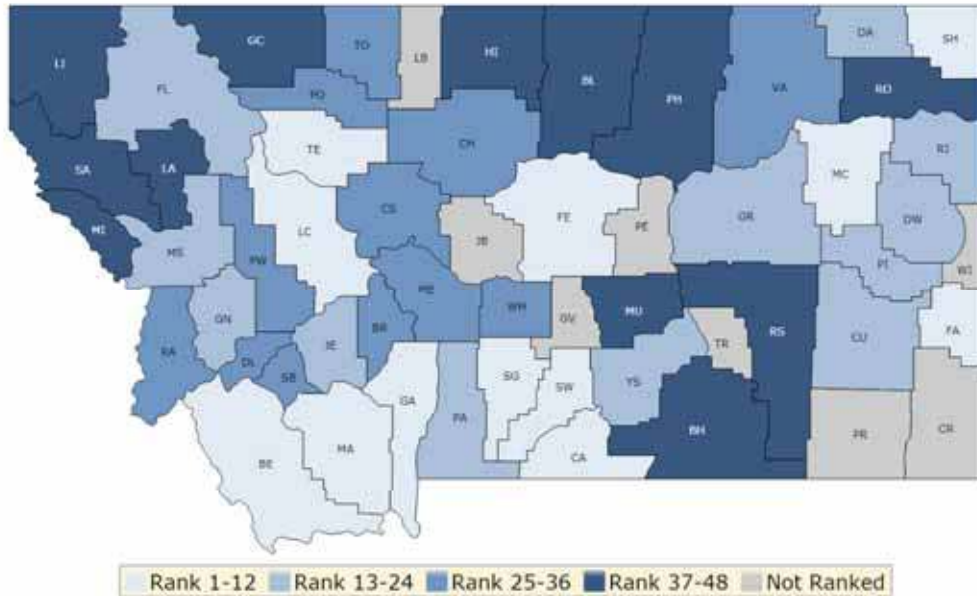 LI
GC
TO
LB
HI
BL
PH
VA
DA
SH
RO
FL
PO
TE
CH
SA
LA
MC
RI
MI
LC
CS
JB
FE
PE
GR
DW
MS
PW
PI
WI
GN
ME
BR
WH
GV
MU
RS
FA
RA
DL
JE
TR
CU
SB
YS
GA
PA
SG
SW
BE
MA
CA
BH
PR
CR
Rank 1-12 Rank 13-24 Rank 25-36 Rank 37-48 Not Ranked